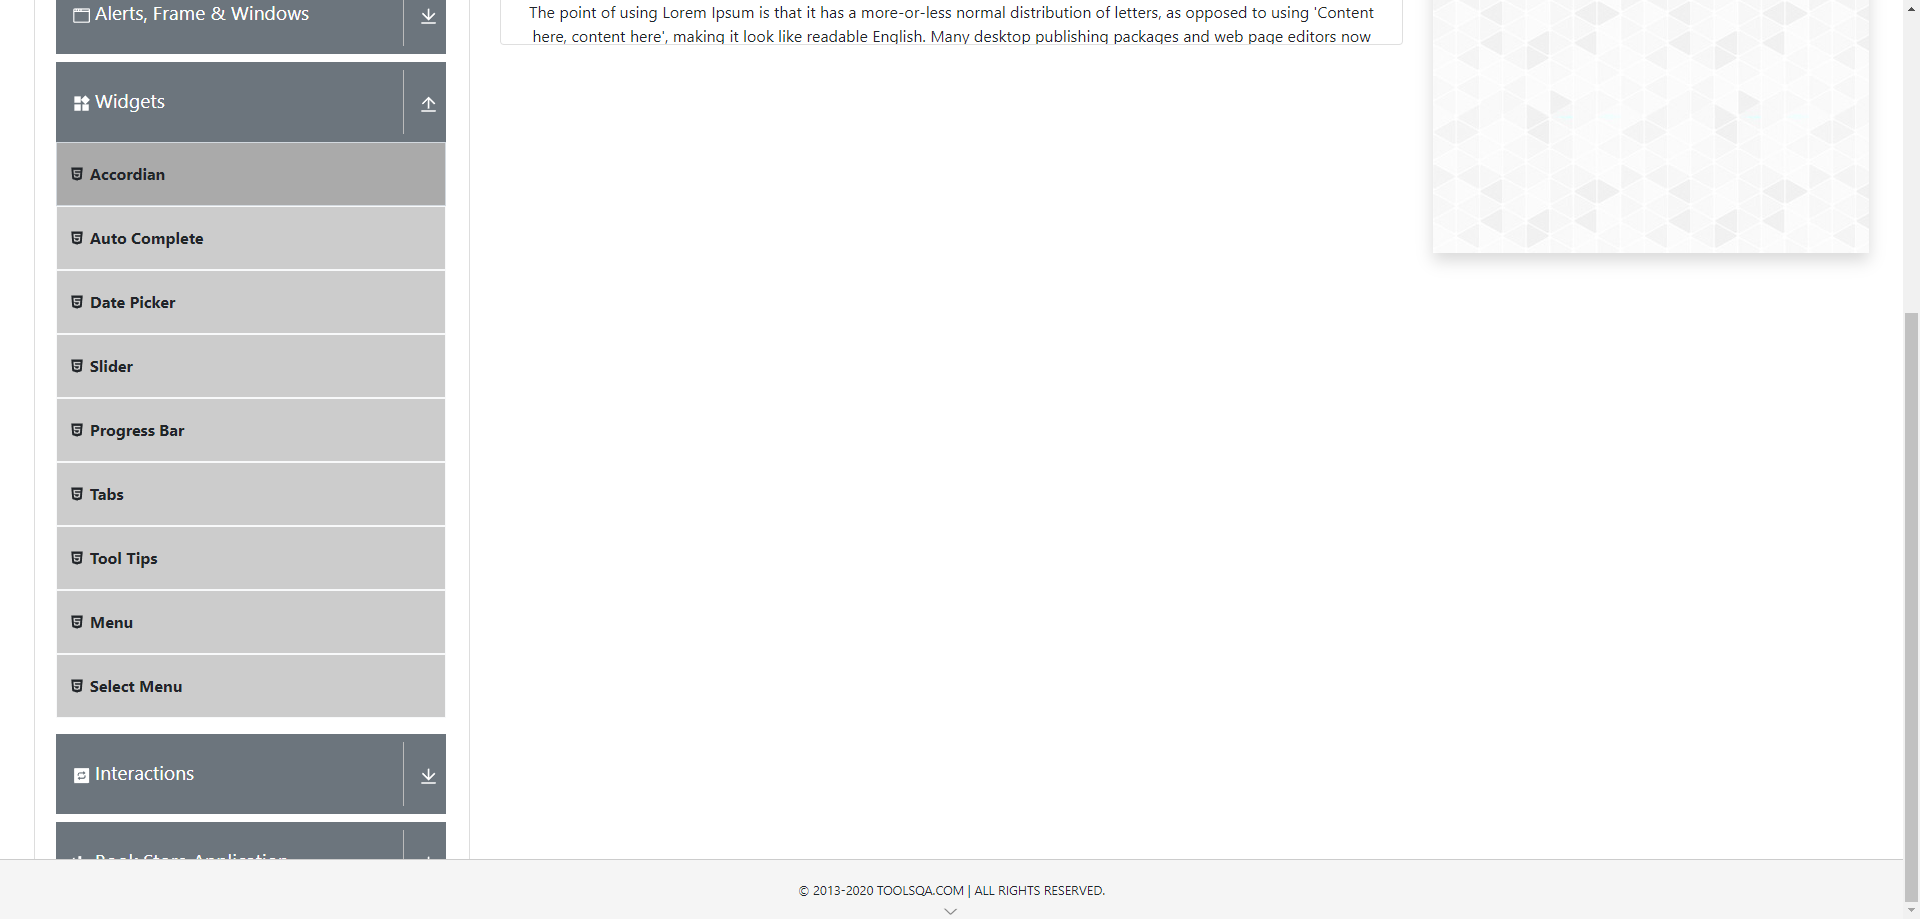 Alerts, Frame & Windows
Widgets
Accordian
Auto Complete
Date Picker
Slider
Progress Bar
Tabs
Tool Tips
Menu
Select Menu
Interactions
Book Store Application
The point of using Lorem Ipsum is that it has a more-or-less normal distribution of letters, as opposed to using 'Content
here, content here', making it look like readable English. Many desktop publishing packages and web page editors now
© 2013-2020 TOOLSQA.COM | ALL RIGHTS RESERVED.